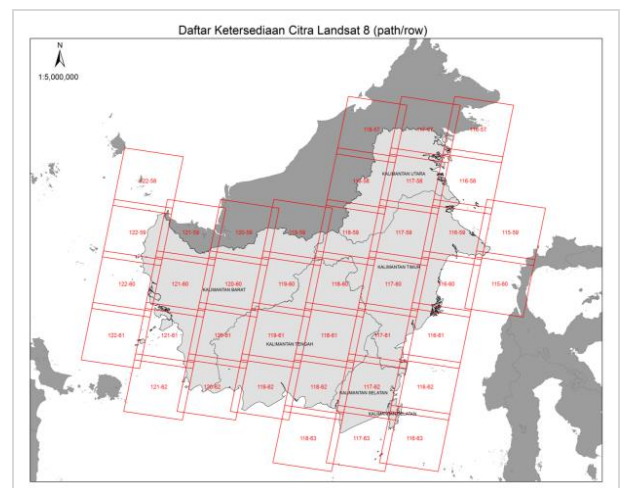 Daftar Ketersediaan Citra Landsat 8 (path/row)
N
1:5,000,000
118-57 117-57 116-57
KALIMANTAN UTARA
122-58 118-58 117-58 116-58
122-59 121-59 120-59 119-59 118-59 117-59 116-59 115-59
KALIMANTAN TIMUR
122-60 121-60 120-60 119-60 118-60 117-60 116-60 115-60
KALIMANTAN BARAT
122-61 121-61 120-61 119-61 118-61 117-61 116-61
KALIMANTAN TENGAH
121-62 120-62 119-62 118-62 117-62 116-62
KALIMANTAN SELATAN
KALIMANTAN SELATAN
118-63 117-63 116-63